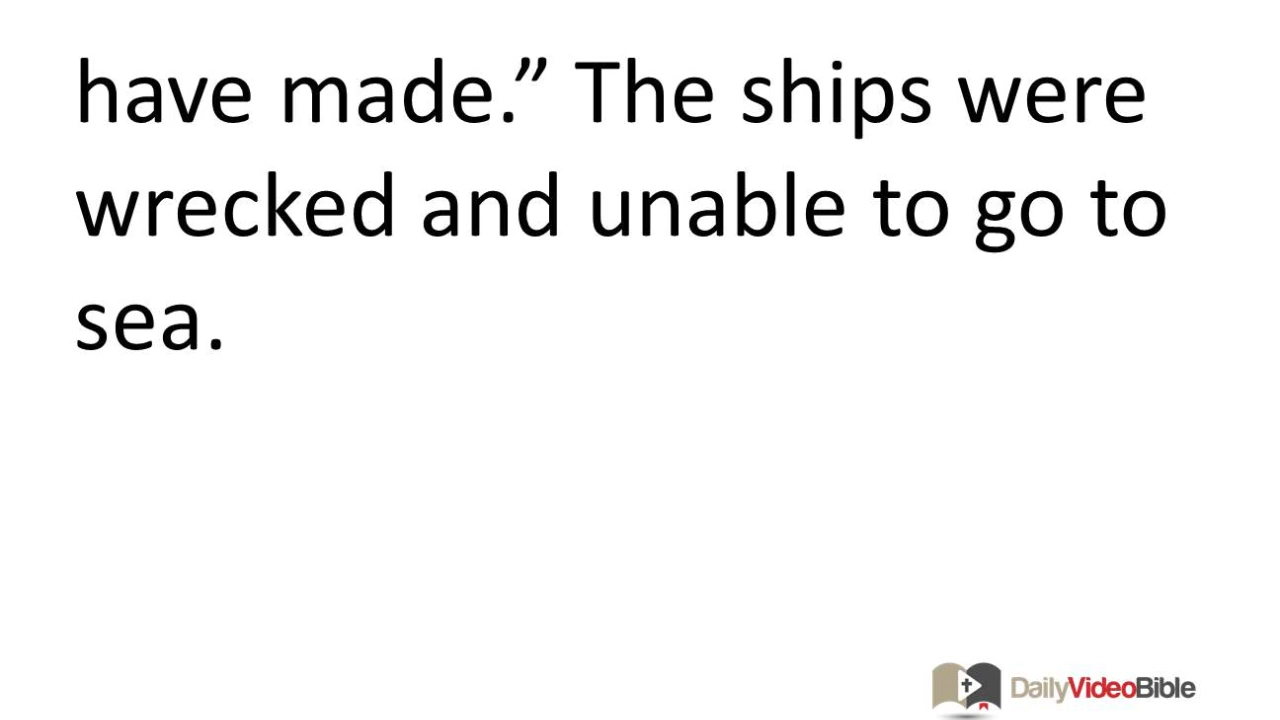 have made.” The ships were
wrecked and unable to go to
sea.
DailyVideoBible